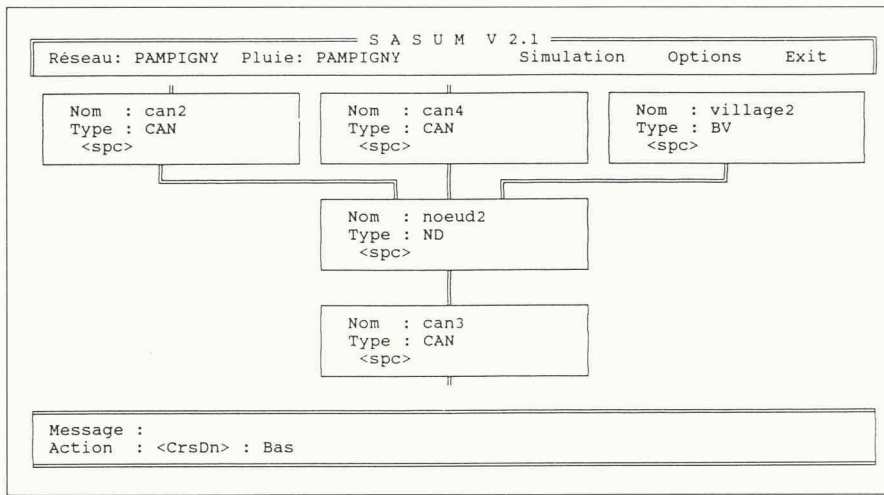 S A S U M V 2.1
Réseau: PAMPIGNY Pluie: PAMPIGNY Simulation Options Exit
Nom : can2
Type : CAN
<spc>
Nom : can4
Type : CAN
<spc>
Nom : village2
Type : BV
<spc>
Nom : noeud2
Type : ND
<spc>
Nom : can3
Type : CAN
<spc>
Message :
Action : <CrsDn> : Bas